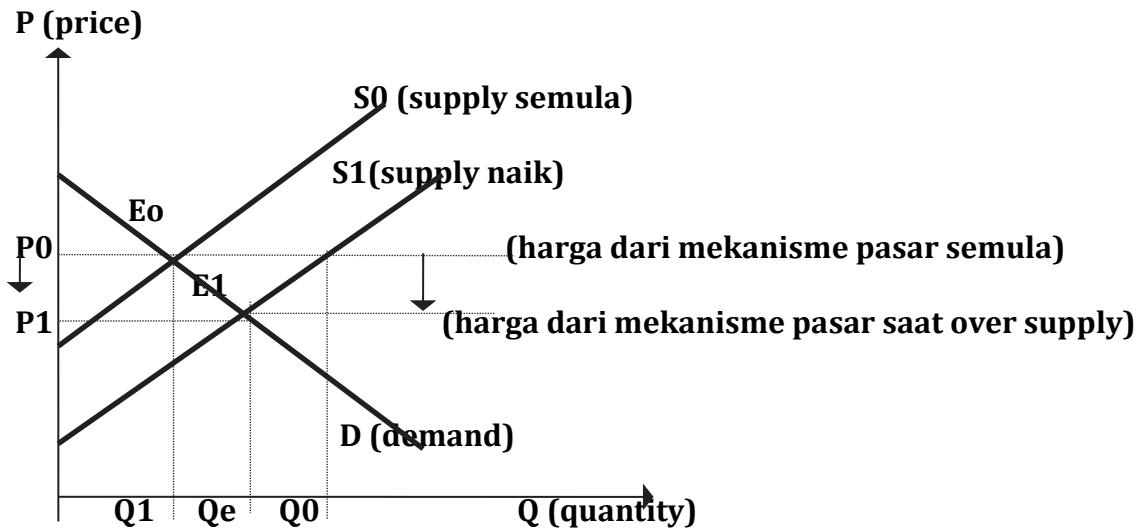 P (price)
S0 (supply semula)
S1(supply naik)
Eo
P0
(harga dari mekanisme pasar semula)
E1
P1
(harga dari mekanisme pasar saat over supply)
D (demand)
Q1
Qe
Q0
Q (quantity)